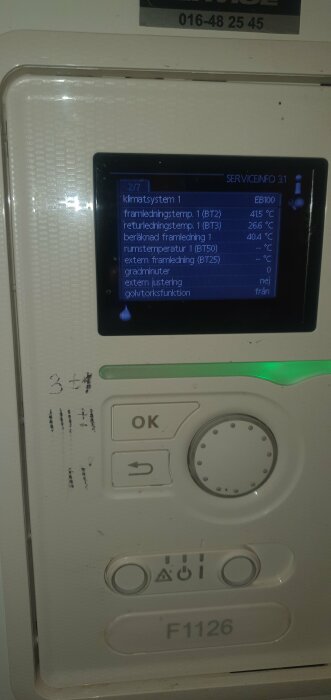 016-48 25 45
SERVICEINFO 3.1
2/7
klimatsystem 1 EB100
framledningstemp. 1 (BT2) 41.5 °C
returledningstemp. 1 (BT3) 26.6 °C
beräknad framledning 1 40.4 °C
rumstemperatur 1 (BT50) -- °C
extern framledning (BT25) -- °C
gradminuter 0
extern justering nej
golvtorksfunktion från
OK
F1126